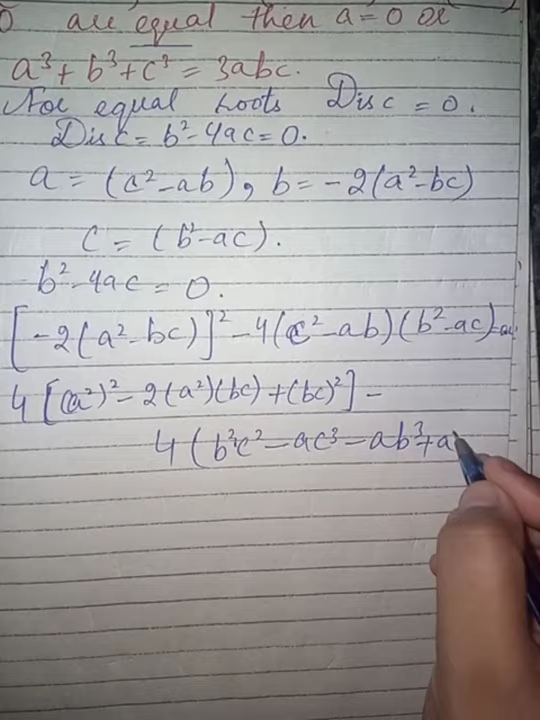 are equal then a=0 or
a³+b³+c³=3abc.
For equal roots Disc = 0.
Disc = b²-4ac=0.
a = (c²-ab), b = -2(a²-bc)
c = (b²-ac).
b²-4ac = 0.
[-2(a²-bc)]²-4(c²-ab)(b²-ac)=
4[(a²)²-2(a²)(bc)+(bc)²]-
4(b²c²-ac³-ab³+a